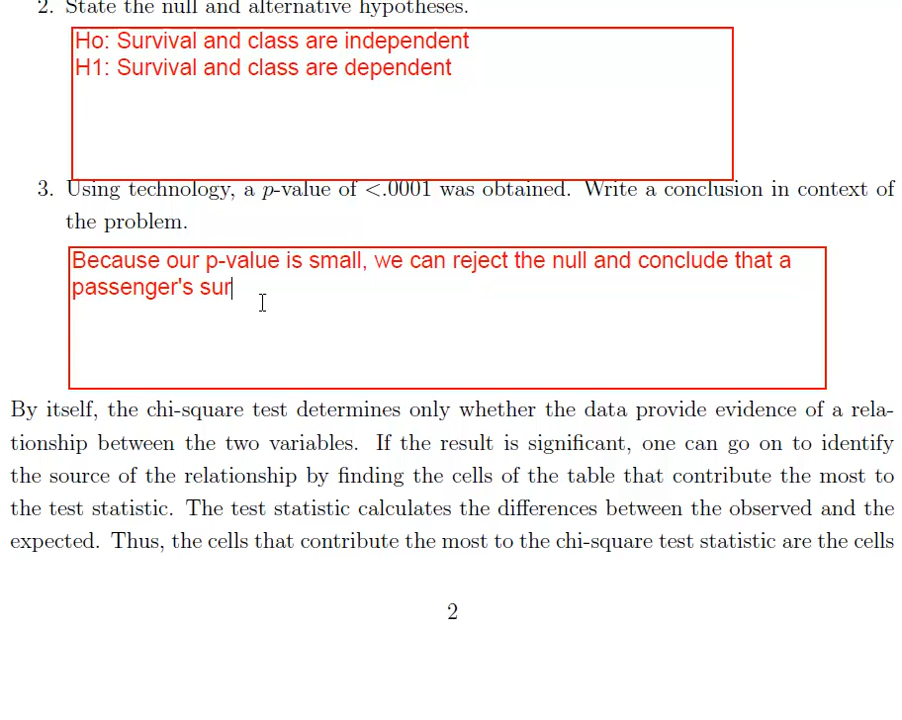 2. State the null and alternative hypotheses.
Ho: Survival and class are independent
H1: Survival and class are dependent
3. Using technology, a p-value of <.0001 was obtained. Write a conclusion in context of
the problem.
Because our p-value is small, we can reject the null and conclude that a
passenger's sur
By itself, the chi-square test determines only whether the data provide evidence of a rela-
tionship between the two variables. If the result is significant, one can go on to identify
the source of the relationship by finding the cells of the table that contribute the most to
the test statistic. The test statistic calculates the differences between the observed and the
expected. Thus, the cells that contribute the most to the chi-square test statistic are the cells
2